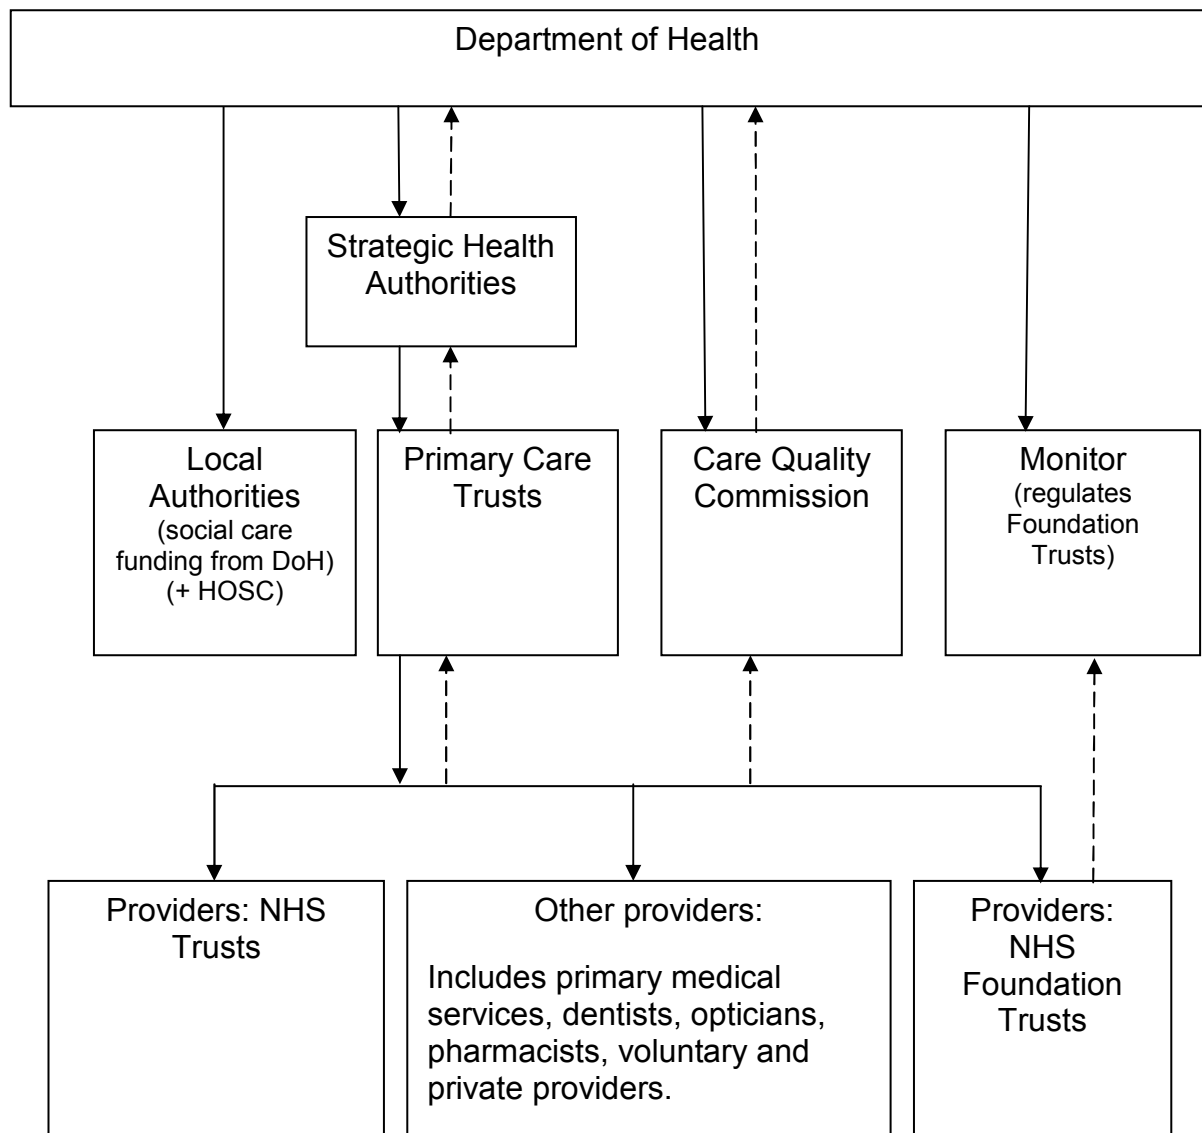 Department of Health
Strategic Health
Authorities
Local
Authorities
(social care
funding from DoH)
(+ HOSC)
Primary Care
Trusts
Care Quality
Commission
Monitor
(regulates
Foundation
Trusts)
Providers: NHS
Trusts
Other providers:
Includes primary medical
services, dentists, opticians,
pharmacists, voluntary and
private providers.
Providers:
NHS
Foundation
Trusts